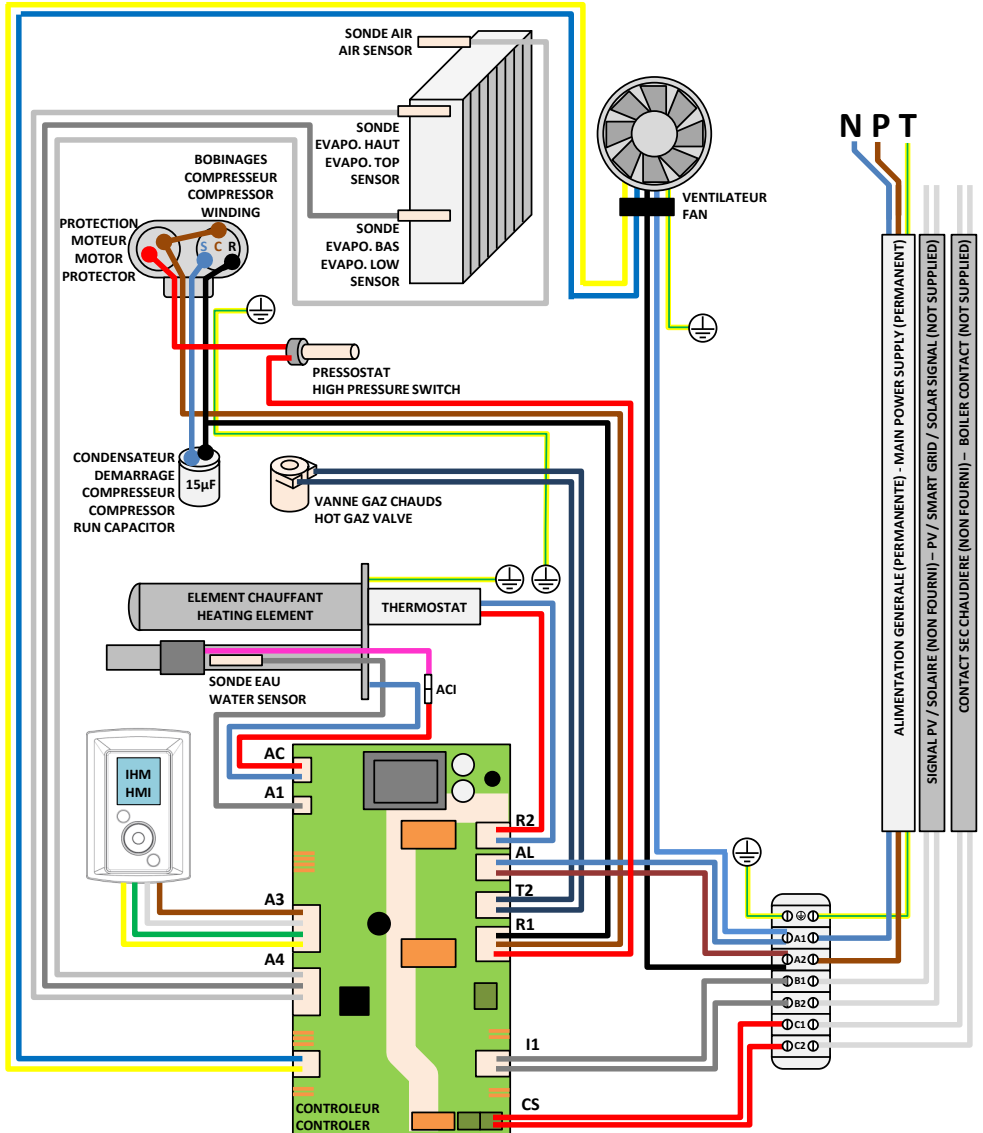 SONDE AIR
AIR SENSOR
SONDE
EVAPO. HAUT
EVAPO. TOP
SENSOR
SONDE
EVAPO. BAS
EVAPO. LOW
SENSOR
BOBINAGES
COMPRESSEUR
COMPRESSOR
WINDING
PROTECTION
MOTEUR
MOTOR
PROTECTOR
S C R
VENTILATEUR
FAN
N P T
PRESSOSTAT
HIGH PRESSURE SWITCH
CONDENSATEUR
DEMARRAGE
COMPRESSEUR
COMPRESSOR
RUN CAPACITOR
15µF
VANNE GAZ CHAUDS
HOT GAZ VALVE
ELEMENT CHAUFFANT
HEATING ELEMENT
THERMOSTAT
SONDE EAU
WATER SENSOR
ACI
IHM
HMI
AC
A1
A3
A4
R2
AL
T2
R1
I1
CS
CONTROLEUR
CONTROLER
ALIMENTATION GENERALE (PERMANENTE) - MAIN POWER SUPPLY (PERMANENT)
SIGNAL PV / SOLAIRE (NON FOURNI) – PV / SMART GRID / SOLAR SIGNAL (NOT SUPPLIED)
CONTACT SEC CHAUDIERE (NON FOURNI) – BOILER CONTACT (NOT SUPPLIED)
A1
A2
B1
B2
C1
C2